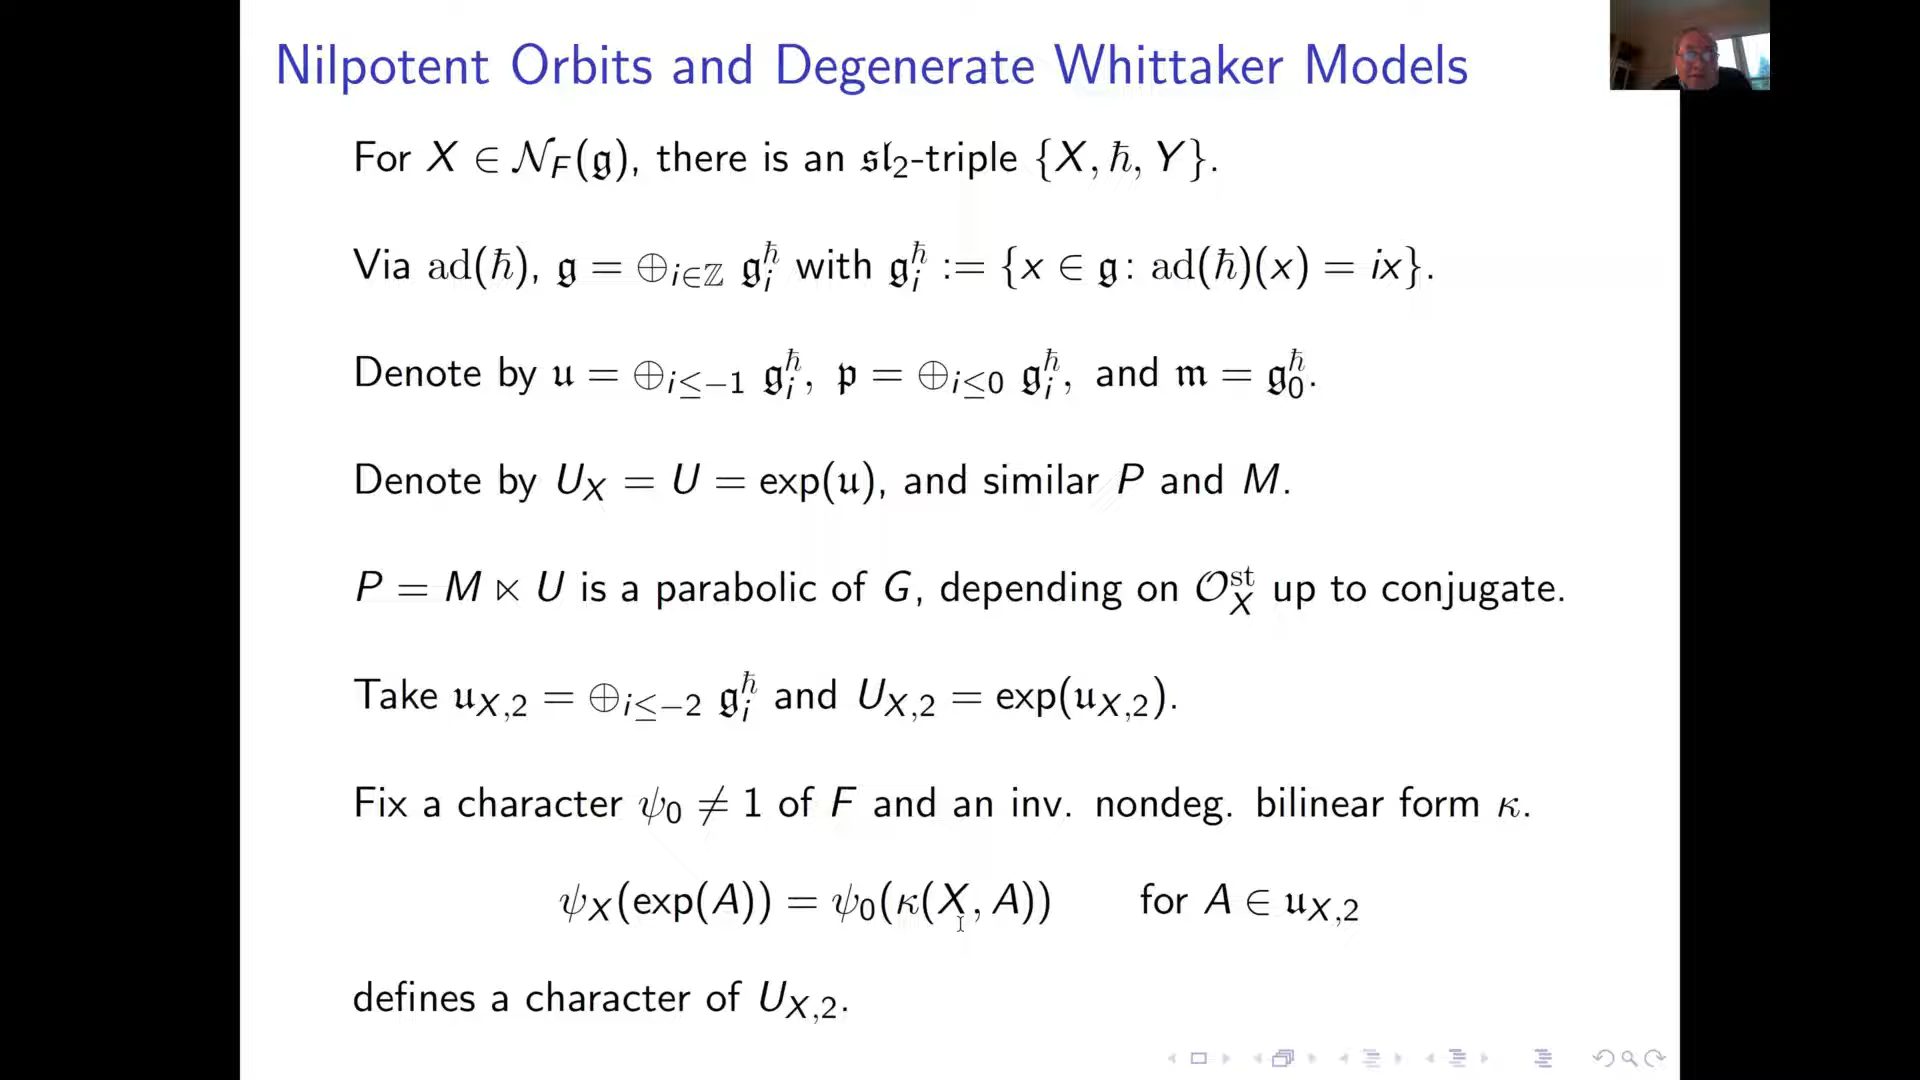 Nilpotent Orbits and Degenerate Whittaker Models
For X ∈ 𝒩_F(𝔤), there is an 𝔰𝔩₂-triple {X, ℏ, Y}.
Via ad(ℏ), 𝔤 = ⊕_{i∈ℤ} 𝔤_i^ℏ with 𝔤_i^ℏ := {x ∈ 𝔤: ad(ℏ)(x) = ix}.
Denote by 𝔲 = ⊕_{i≤−1} 𝔤_i^ℏ, 𝔭 = ⊕_{i≤0} 𝔤_i^ℏ, and 𝔪 = 𝔤_0^ℏ.
Denote by U_X = U = exp(𝔲), and similar P and M.
P = M ⋉ U is a parabolic of G, depending on 𝒪_X^st up to conjugate.
Take 𝔲_{X,2} = ⊕_{i≤−2} 𝔤_i^ℏ and U_{X,2} = exp(𝔲_{X,2}).
Fix a character ψ₀ ≠ 1 of F and an inv. nondeg. bilinear form κ.
ψ_X(exp(A)) = ψ₀(κ(X, A)) for A ∈ 𝔲_{X,2}
defines a character of U_{X,2}.